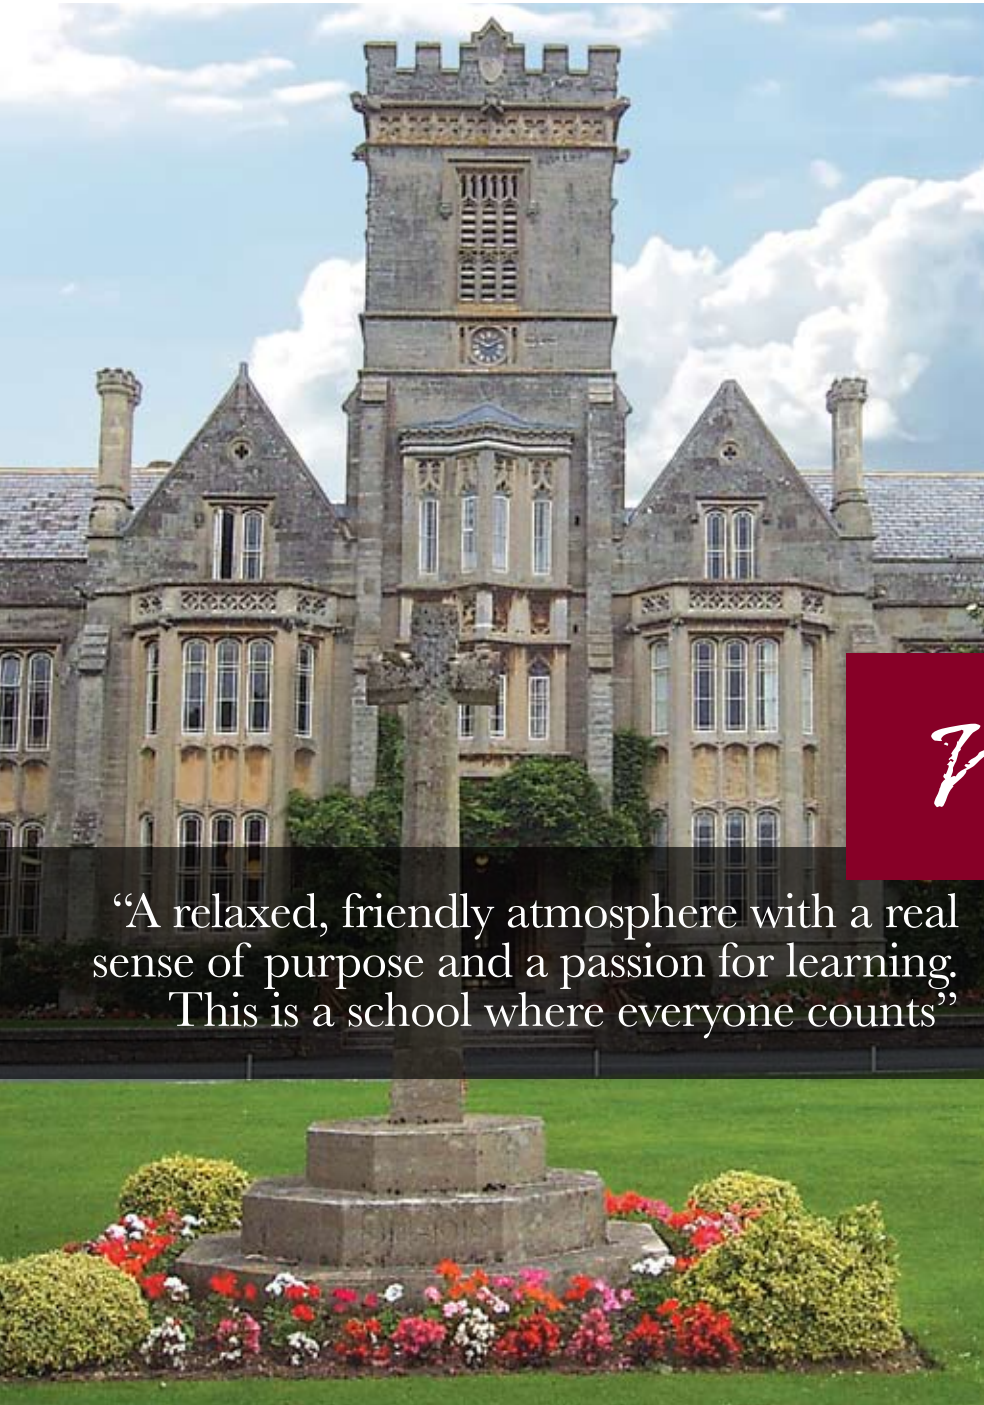 “A relaxed, friendly atmosphere with a real
sense of purpose and a passion for learning.
This is a school where everyone counts”